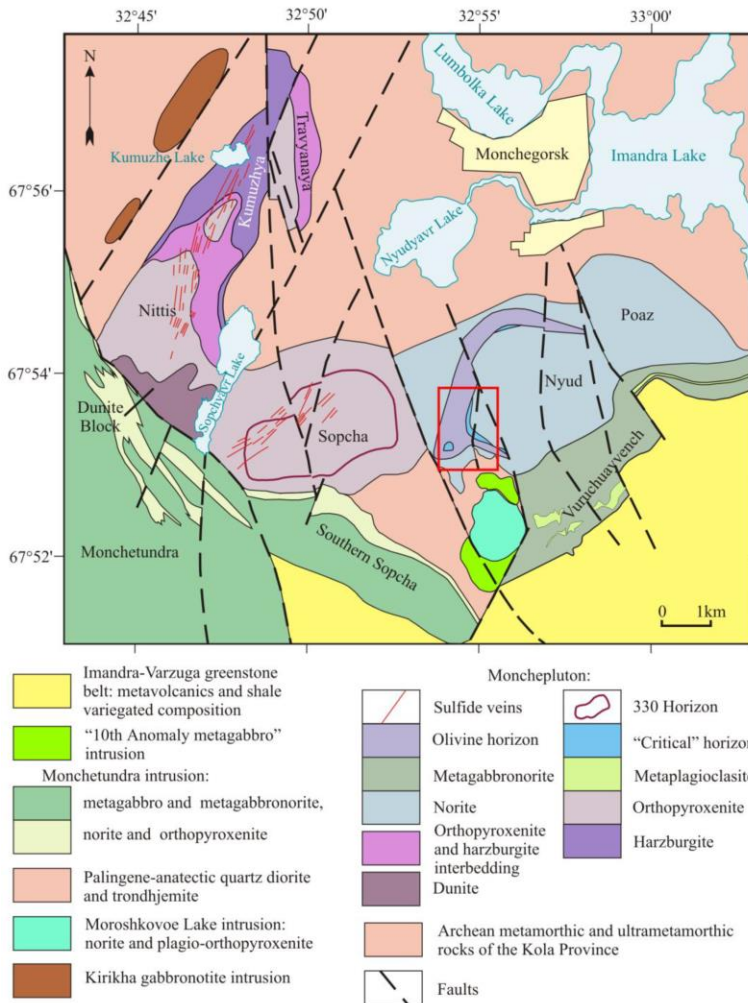 32°45'
32°50'
32°55'
33°00'
67°56'
67°54'
67°52'
N
Lumbolka Lake
Monchegorsk
Imandra Lake
Kumuzhe Lake
Travyanaya
Kumuzhya
Nyudyavr Lake
Nittis
Sopchyavr Lake
Poaz
Nyud
Dunite
Block
Sopcha
Vuruchuayvench
Monchetundra
Southern Sopcha
0 1km
Imandra-Varzuga greenstone
belt: metavolcanics and shale
variegated composition
“10th Anomaly metagabbro”
intrusion
Monchetundra intrusion:
metagabbro and metagabbronorite,
norite and orthopyroxenite
Palingene-anatectic quartz diorite
and trondhjemite
Moroshkovoe Lake intrusion:
norite and plagio-orthopyroxenite
Kirikha gabbronotite intrusion
Monchepluton:
Sulfide veins
330 Horizon
Olivine horizon
“Critical” horizon
Metagabbronorite
Metaplagioclasite
Norite
Orthopyroxenite
Orthopyroxenite
and harzburgite
interbedding
Harzburgite
Dunite
Archean metamorthic and ultrametamorthic
rocks of the Kola Province
Faults